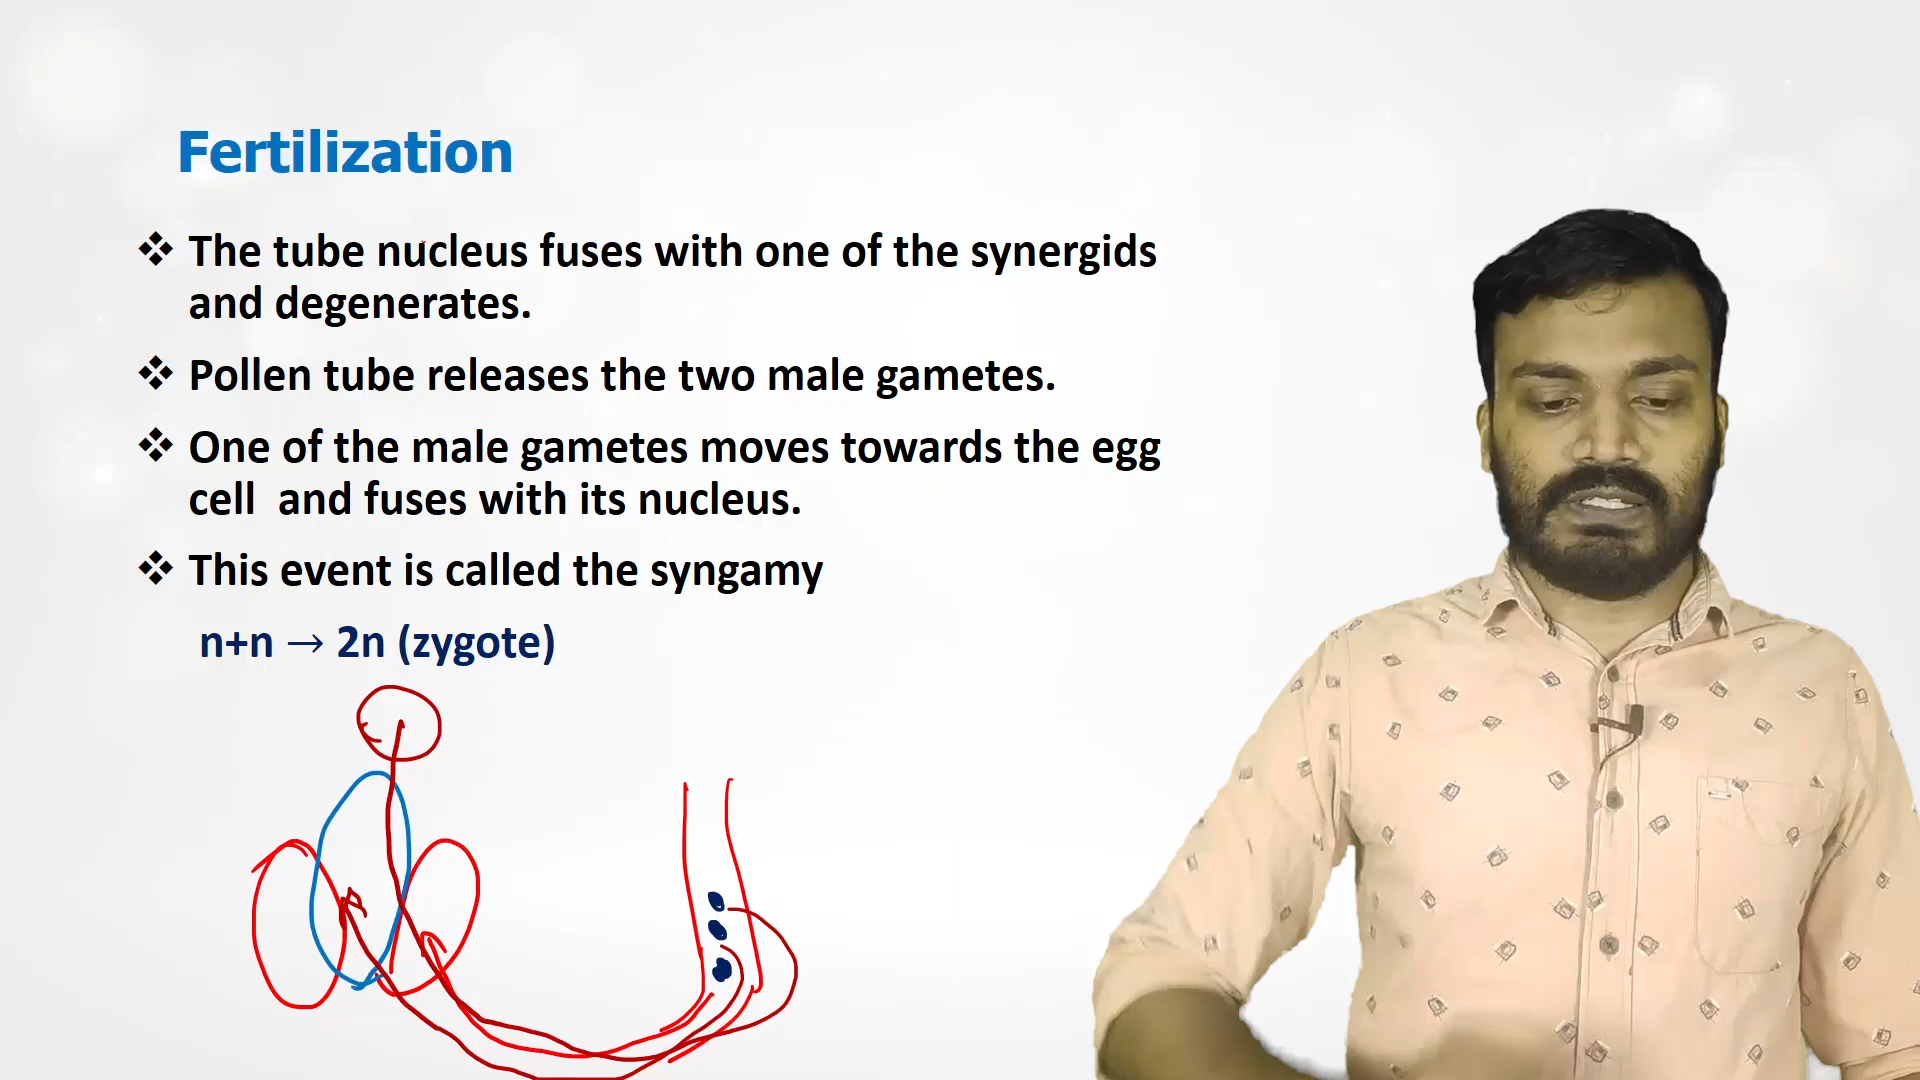 Fertilization
❖ The tube nucleus fuses with one of the synergids
and degenerates.
❖ Pollen tube releases the two male gametes.
❖ One of the male gametes moves towards the egg
cell  and fuses with its nucleus.
❖ This event is called the syngamy
n+n → 2n (zygote)